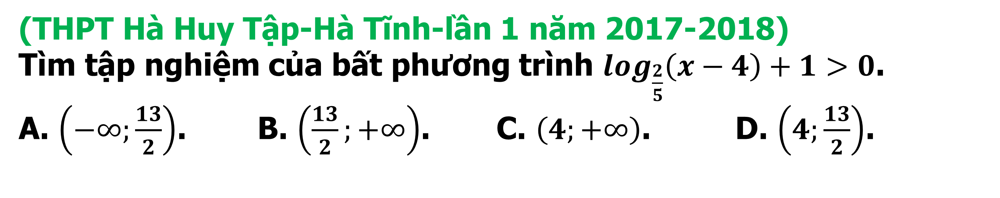 (THPT Hà Huy Tập-Hà Tĩnh-lần 1 năm 2017-2018)
Tìm tập nghiệm của bất phương trình $log_{\frac{2}{5}}(x-4)+1>0$.
A. $\left(-\infty;\frac{13}{2}\right)$. B. $\left(\frac{13}{2};+\infty\right)$. C. $(4;+\infty)$. D. $\left(4;\frac{13}{2}\right)$.